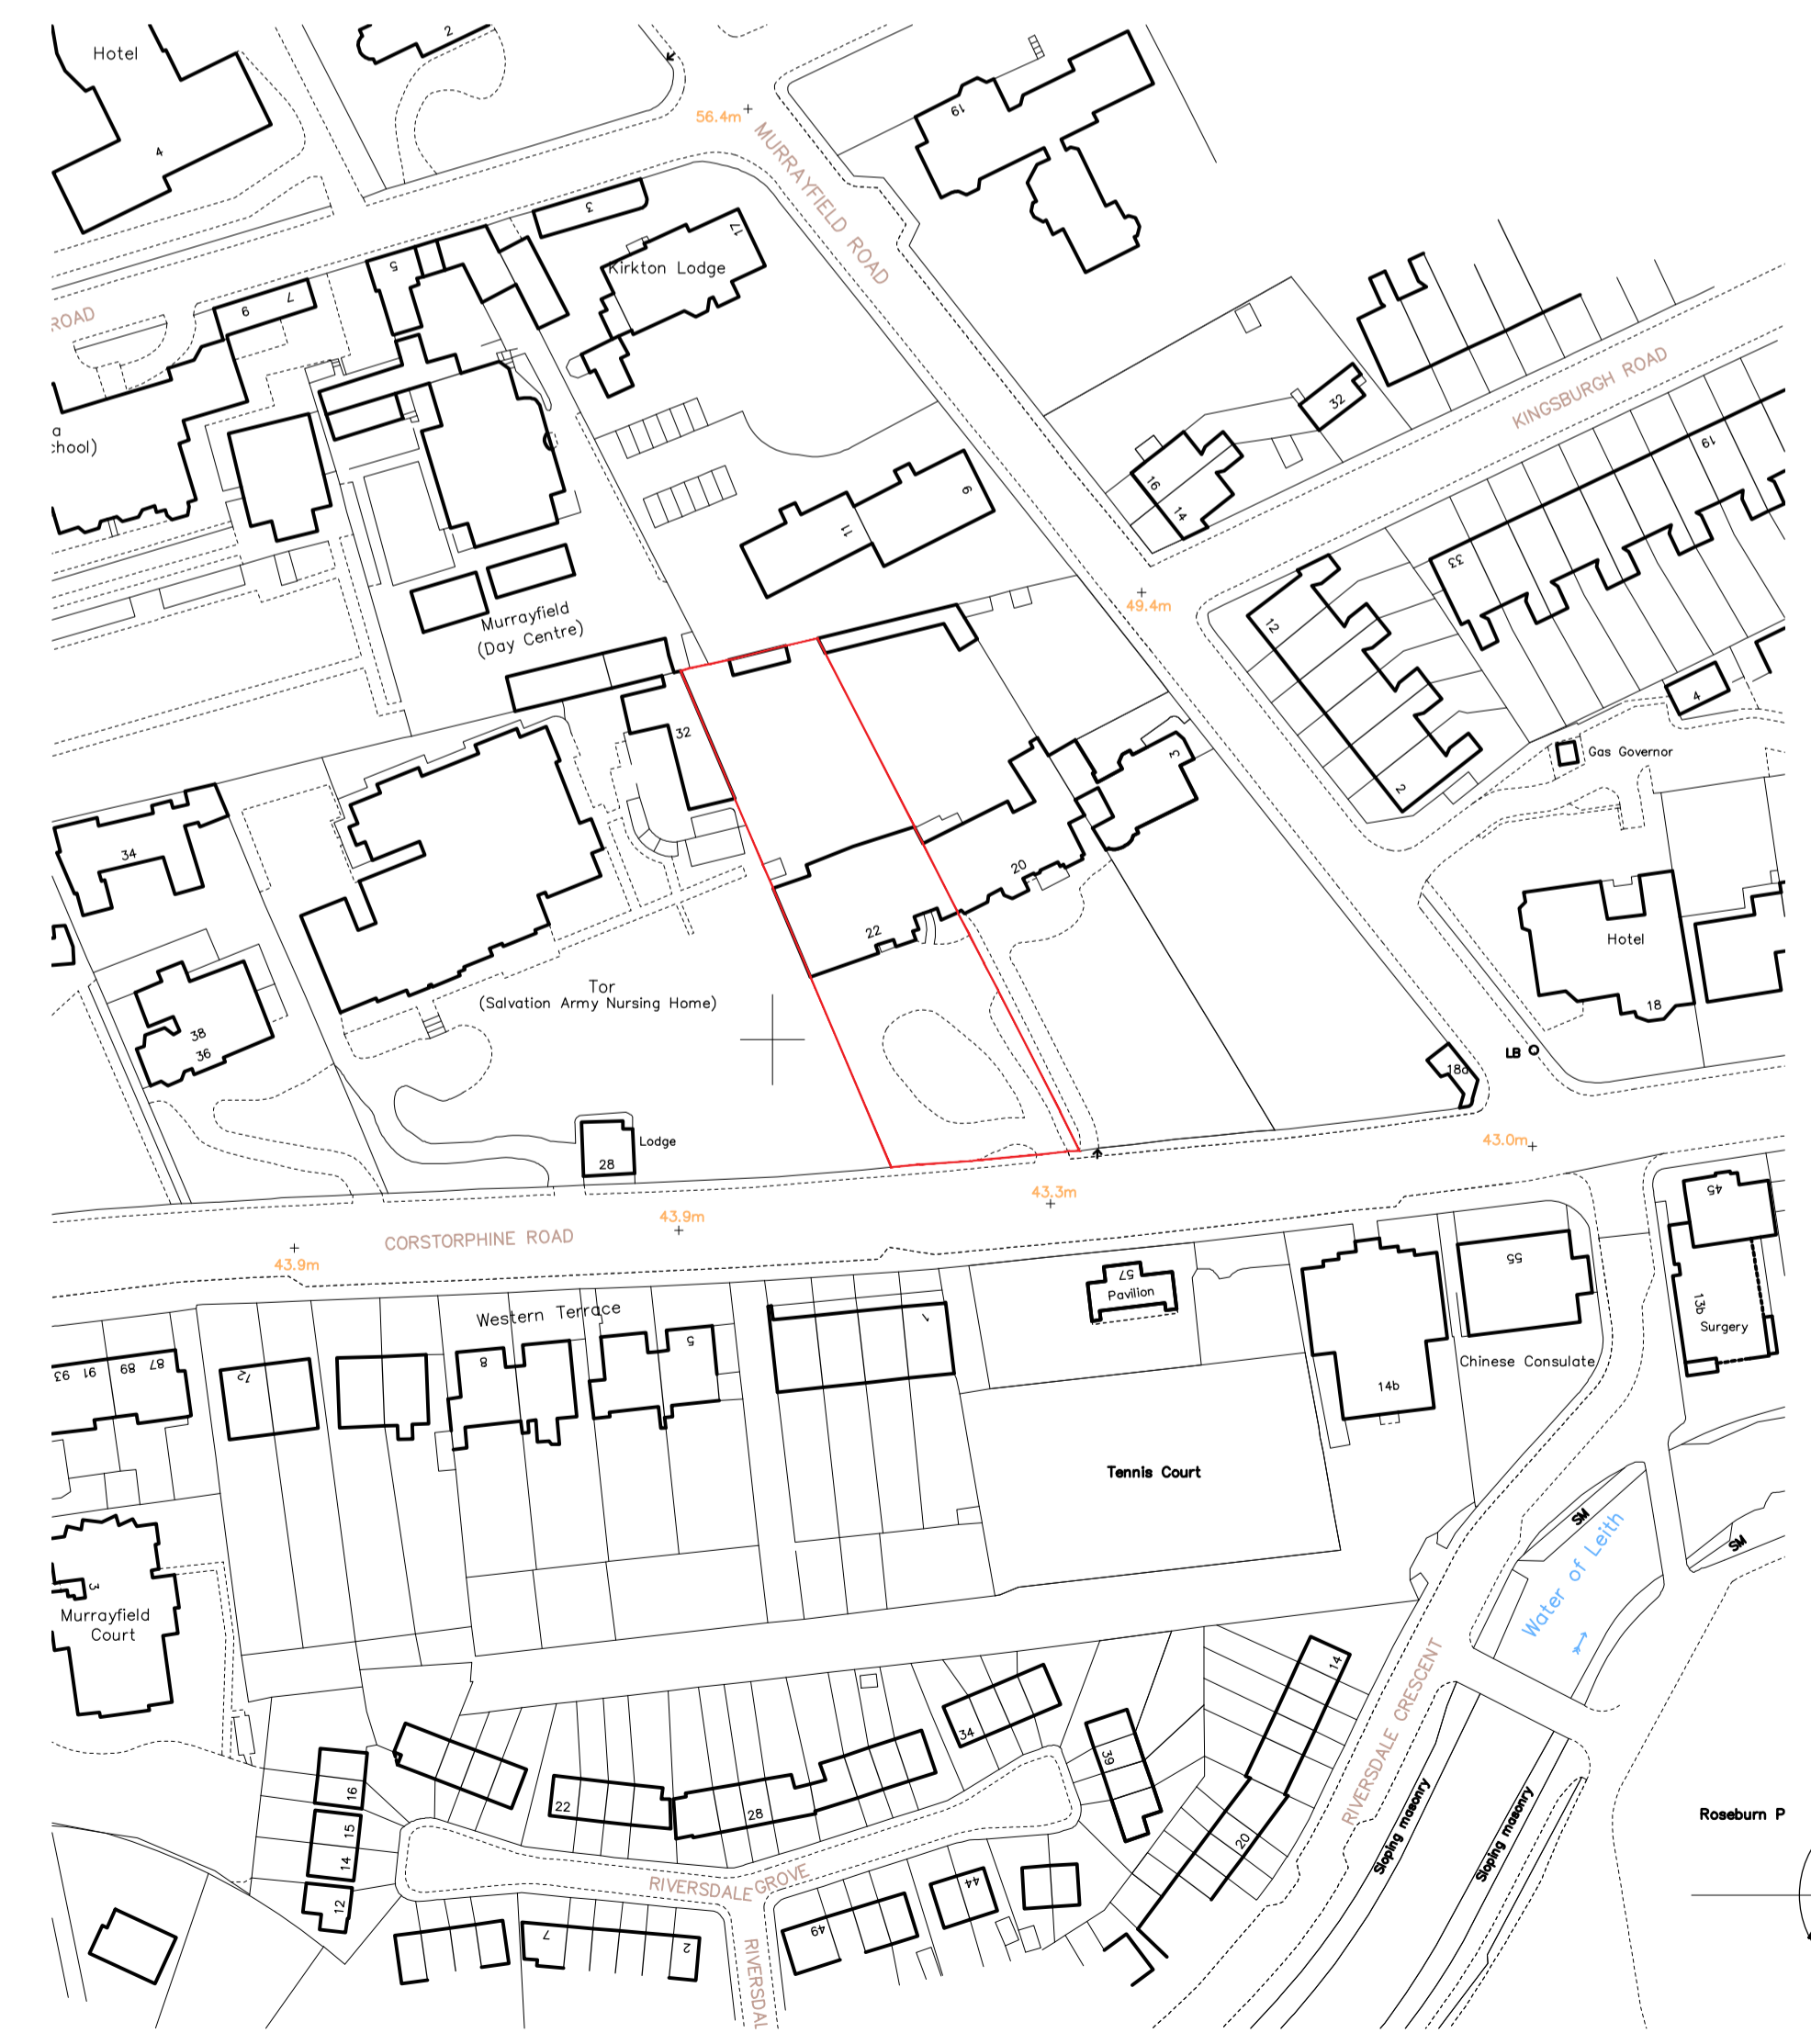 Hotel
2
4
56.4m
MURRAYFIELD ROAD
19
3
17
Kirkton Lodge
5
7
9
ROAD
a
chool)
KINGSBURGH ROAD
32
16
14
19
9
11
33
49.4m
12
Murrayfield
(Day Centre)
4
32
3
Gas Governor
2
34
20
22
Hotel
18
Tor
(Salvation Army Nursing Home)
38
36
LB
18a
Lodge
28
43.0m
43.3m
43.9m
CORSTORPHINE ROAD
43.9m
45
57
Pavilion
55
13b
Surgery
Western Terrace
1
5
8
72
93 91 89 87
Chinese Consulate
14b
Tennis Court
SM
SM
Water of Leith
3
Murrayfield
Court
RIVERSDALE CRESCENT
14
34
39
16
22
28
15
14
20
Sloping masonry
Sloping masonry
Roseburn P
RIVERSDALE GROVE
12
44
49
7
2
RIVERSDAL